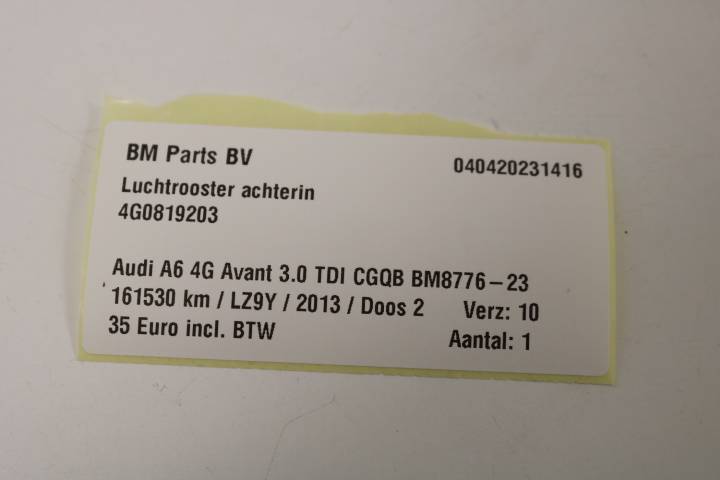 BM Parts BV 040420231416
Luchtrooster achterin
4G0819203
Audi A6 4G Avant 3.0 TDI CGQB BM8776-23
161530 km / LZ9Y / 2013 / Doos 2 Verz: 10
35 Euro incl. BTW Aantal: 1